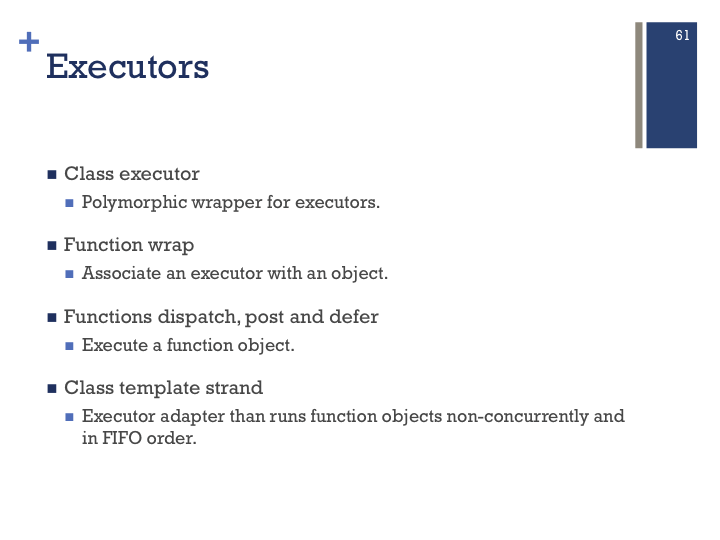 61
+
Executors
Class executor
Polymorphic wrapper for executors.
Function wrap
Associate an executor with an object.
Functions dispatch, post and defer
Execute a function object.
Class template strand
Executor adapter than runs function objects non-concurrently and
in FIFO order.